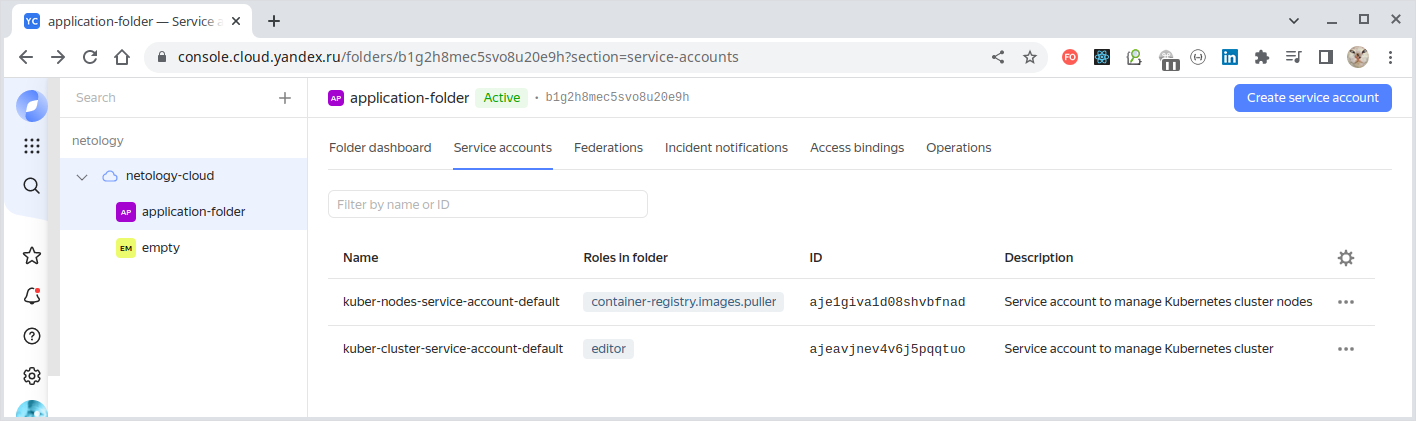 YC application-folder — Service a
console.cloud.yandex.ru/folders/b1g2h8mec5svo8u20e9h?section=service-accounts
FO
in
Search
AP application-folder Active • b1g2h8mec5svo8u20e9h
Create service account
netology
netology-cloud
AP application-folder
EM empty
Folder dashboard Service accounts Federations Incident notifications Access bindings Operations
Filter by name or ID
Name Roles in folder ID Description
kuber-nodes-service-account-default container-registry.images.puller aje1giva1d08shvbfnad Service account to manage Kubernetes cluster nodes
kuber-cluster-service-account-default editor ajeavjnev4v6j5pqqtuo Service account to manage Kubernetes cluster